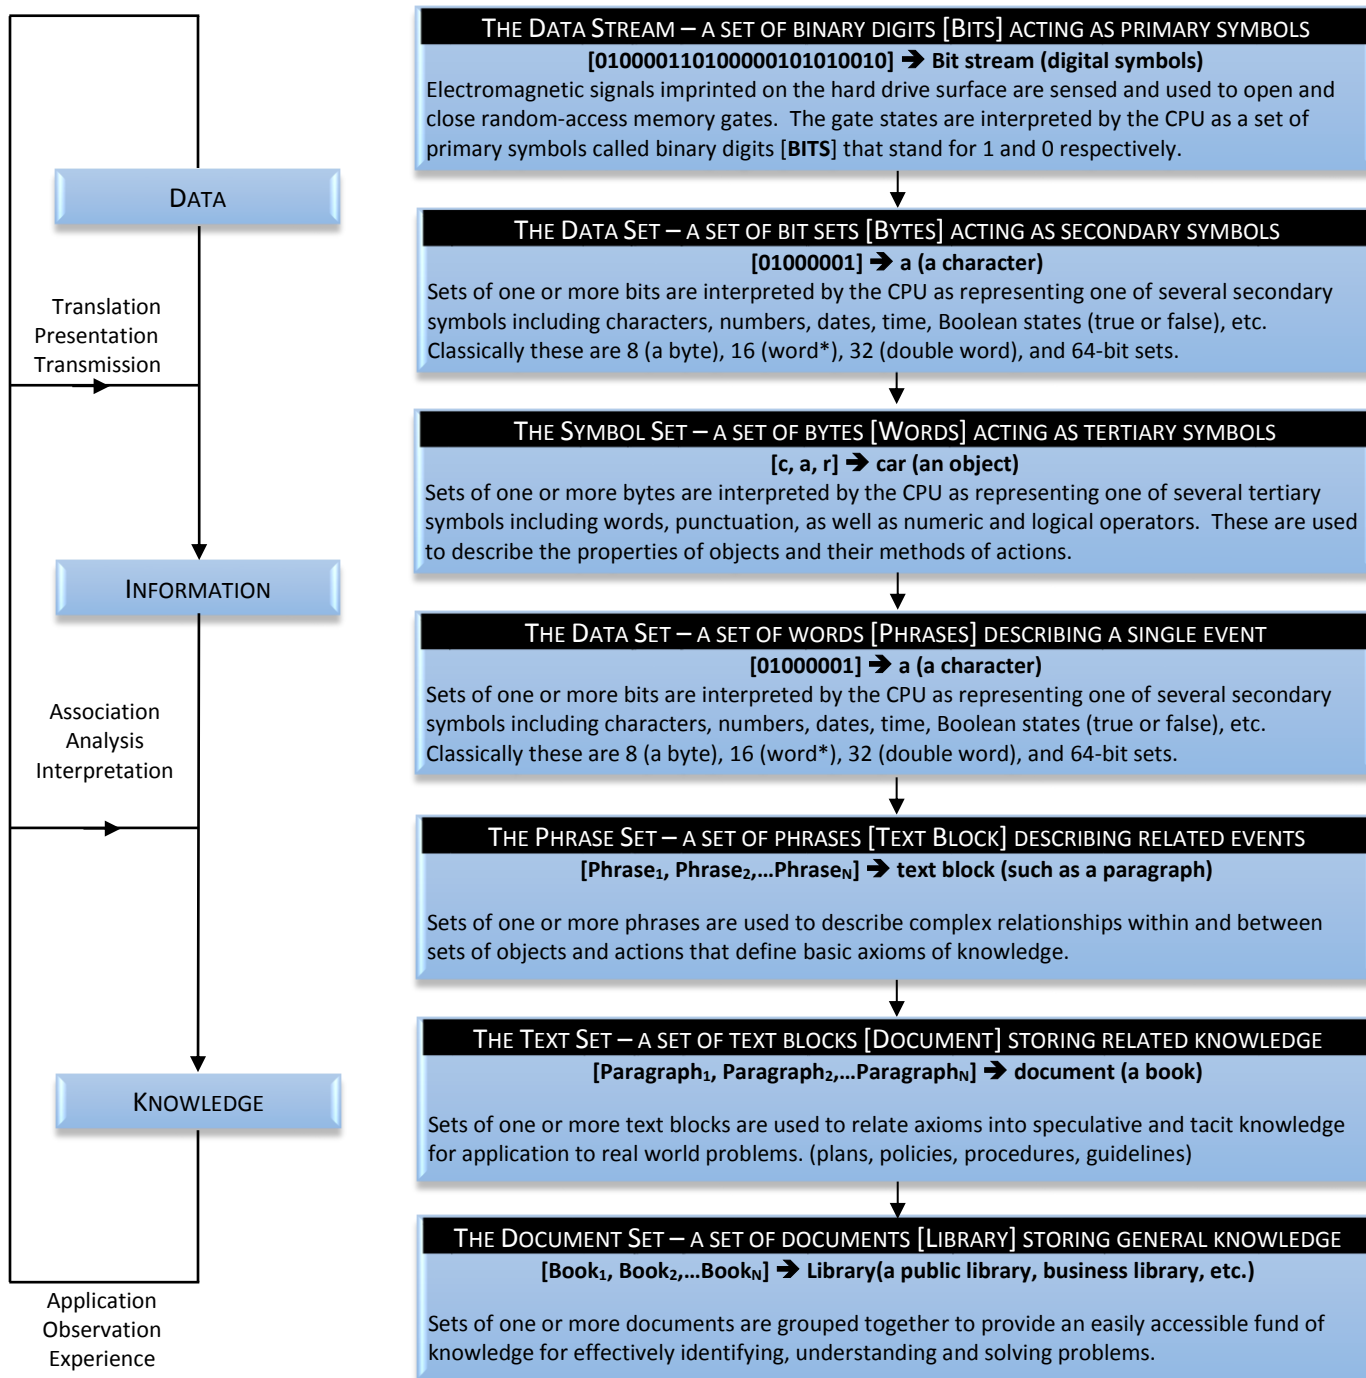 DATA
Translation
Presentation
Transmission
INFORMATION
Association
Analysis
Interpretation
KNOWLEDGE
Application
Observation
Experience
THE DATA STREAM – A SET OF BINARY DIGITS [BITS] ACTING AS PRIMARY SYMBOLS
[010000110100000101010010] ➔ Bit stream (digital symbols)
Electromagnetic signals imprinted on the hard drive surface are sensed and used to open and
close random-access memory gates. The gate states are interpreted by the CPU as a set of
primary symbols called binary digits [BITS] that stand for 1 and 0 respectively.
THE DATA SET – A SET OF BIT SETS [BYTES] ACTING AS SECONDARY SYMBOLS
[01000001] ➔ a (a character)
Sets of one or more bits are interpreted by the CPU as representing one of several secondary
symbols including characters, numbers, dates, time, Boolean states (true or false), etc.
Classically these are 8 (a byte), 16 (word*), 32 (double word), and 64-bit sets.
THE SYMBOL SET – A SET OF BYTES [WORDS] ACTING AS TERTIARY SYMBOLS
[c, a, r] ➔ car (an object)
Sets of one or more bytes are interpreted by the CPU as representing one of several tertiary
symbols including words, punctuation, as well as numeric and logical operators. These are used
to describe the properties of objects and their methods of actions.
THE DATA SET – A SET OF WORDS [PHRASES] DESCRIBING A SINGLE EVENT
[01000001] ➔ a (a character)
Sets of one or more bits are interpreted by the CPU as representing one of several secondary
symbols including characters, numbers, dates, time, Boolean states (true or false), etc.
Classically these are 8 (a byte), 16 (word*), 32 (double word), and 64-bit sets.
THE PHRASE SET – A SET OF PHRASES [TEXT BLOCK] DESCRIBING RELATED EVENTS
[Phrase₁, Phrase₂,…Phraseₙ] ➔ text block (such as a paragraph)
Sets of one or more phrases are used to describe complex relationships within and between
sets of objects and actions that define basic axioms of knowledge.
THE TEXT SET – A SET OF TEXT BLOCKS [DOCUMENT] STORING RELATED KNOWLEDGE
[Paragraph₁, Paragraph₂,…Paragraphₙ] ➔ document (a book)
Sets of one or more text blocks are used to relate axioms into speculative and tacit knowledge
for application to real world problems. (plans, policies, procedures, guidelines)
THE DOCUMENT SET – A SET OF DOCUMENTS [LIBRARY] STORING GENERAL KNOWLEDGE
[Book₁, Book₂,…Bookₙ] ➔ Library(a public library, business library, etc.)
Sets of one or more documents are grouped together to provide an easily accessible fund of
knowledge for effectively identifying, understanding and solving problems.